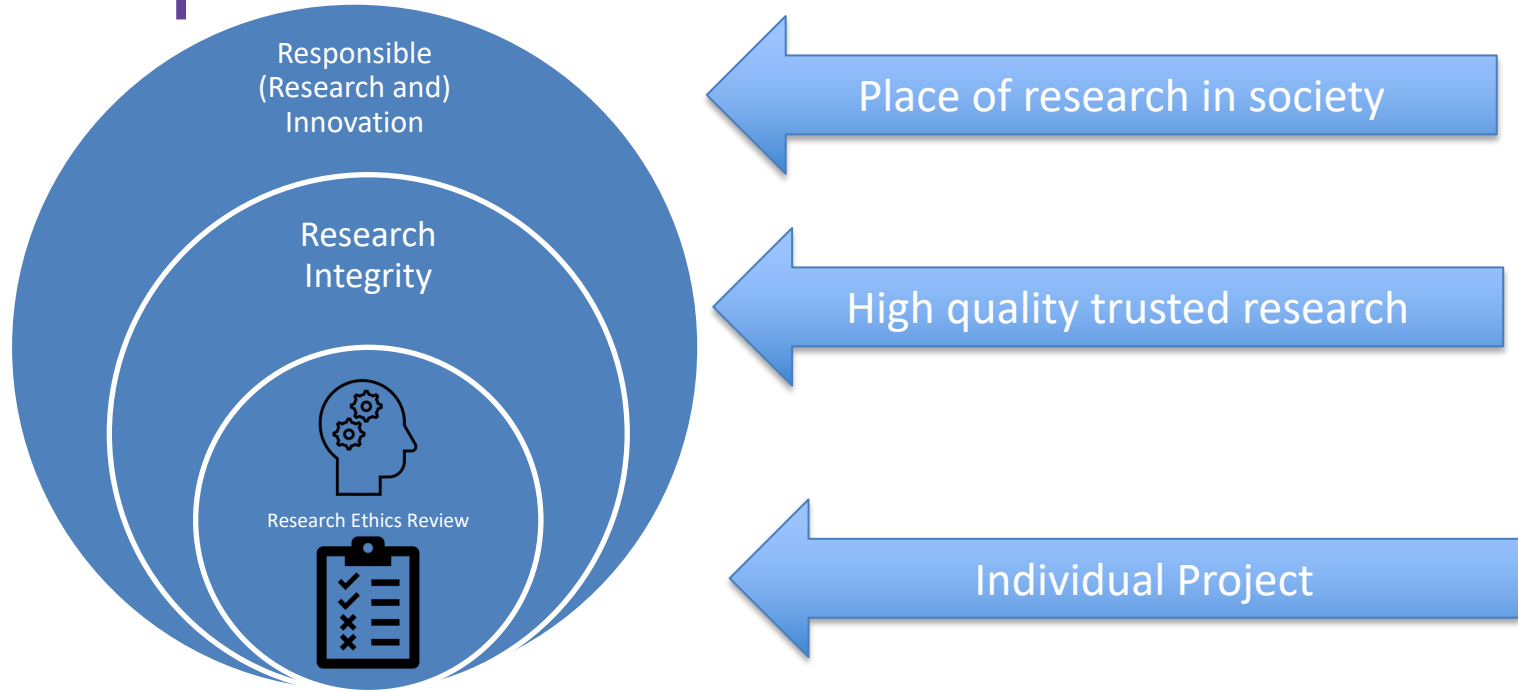 Responsible
(Research and)
Innovation
Place of research in society
Research
Integrity
High quality trusted research
Research Ethics Review
Individual Project